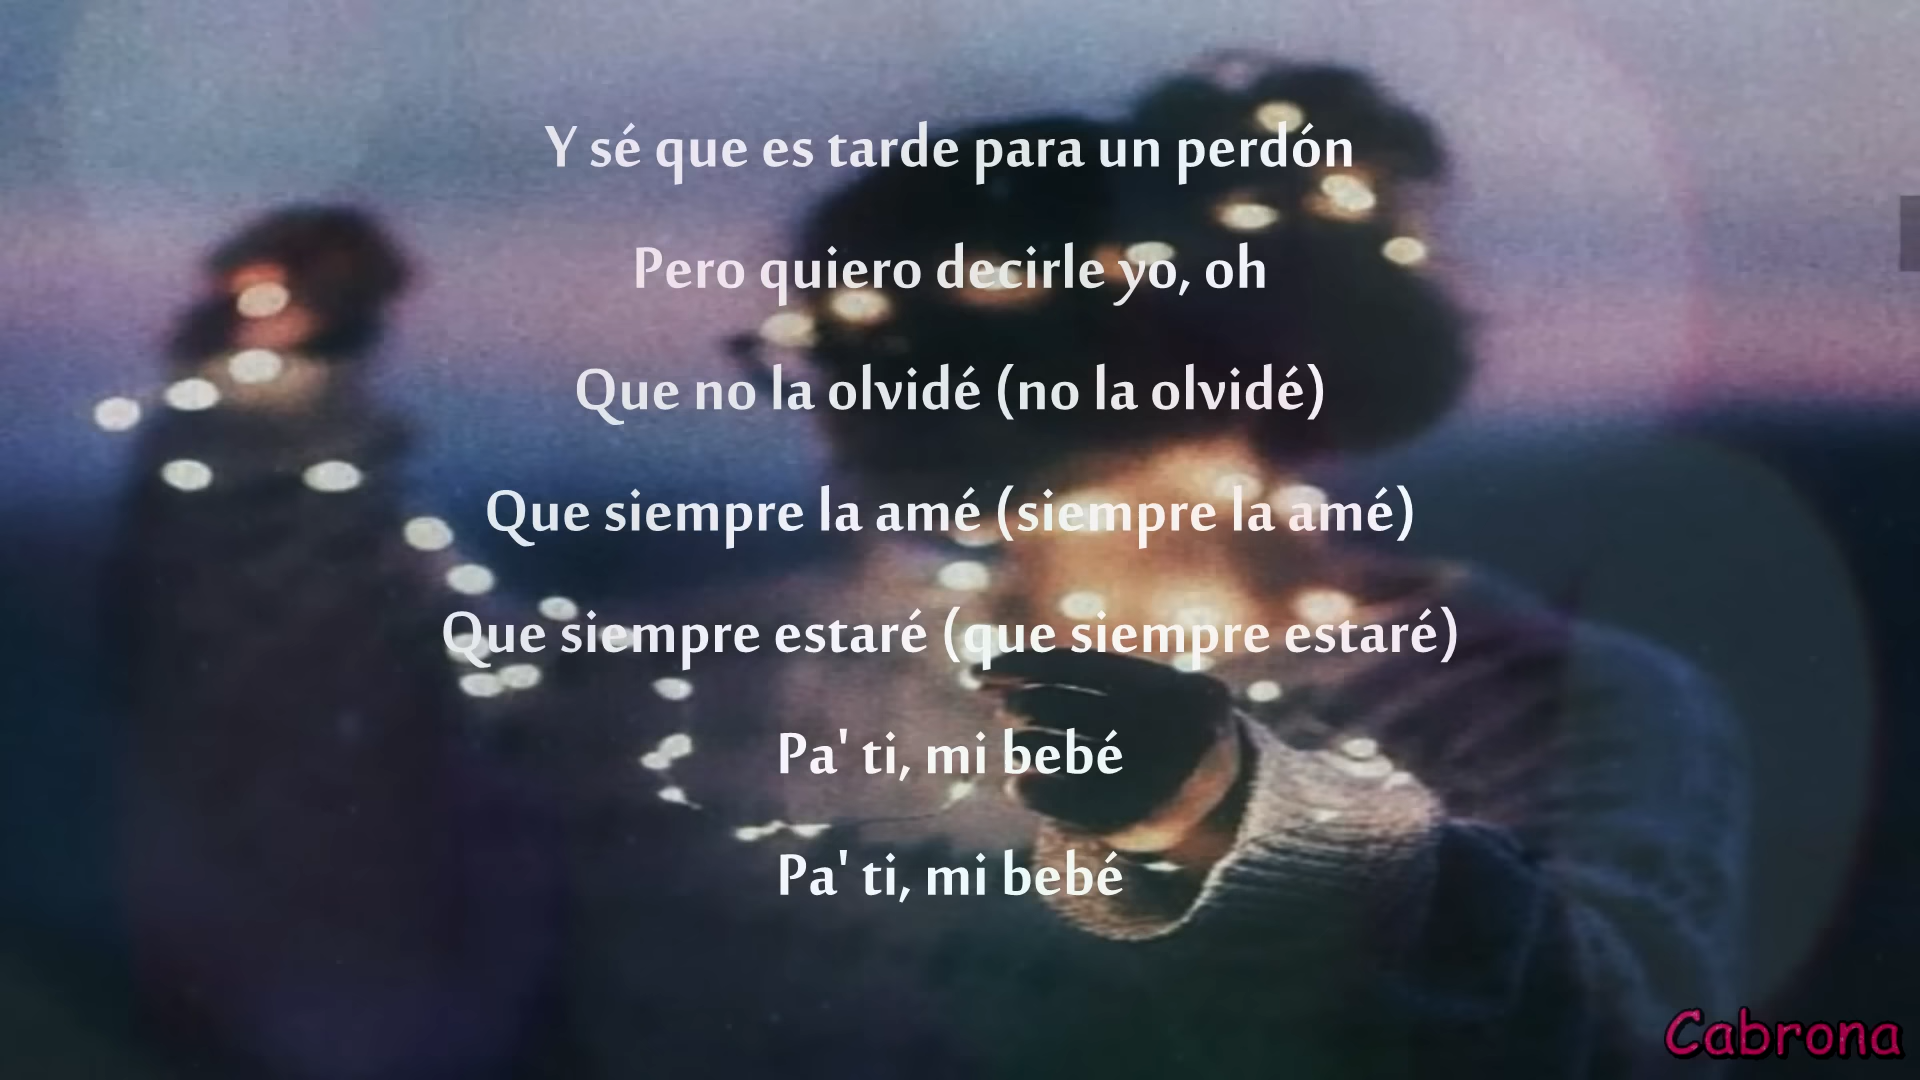 Y sé que es tarde para un perdón
Pero quiero decirle yo, oh
Que no la olvidé (no la olvidé)
Que siempre la amé (siempre la amé)
Que siempre estaré (que siempre estaré)
Pa' ti, mi bebé
Pa' ti, mi bebé
Cabrona